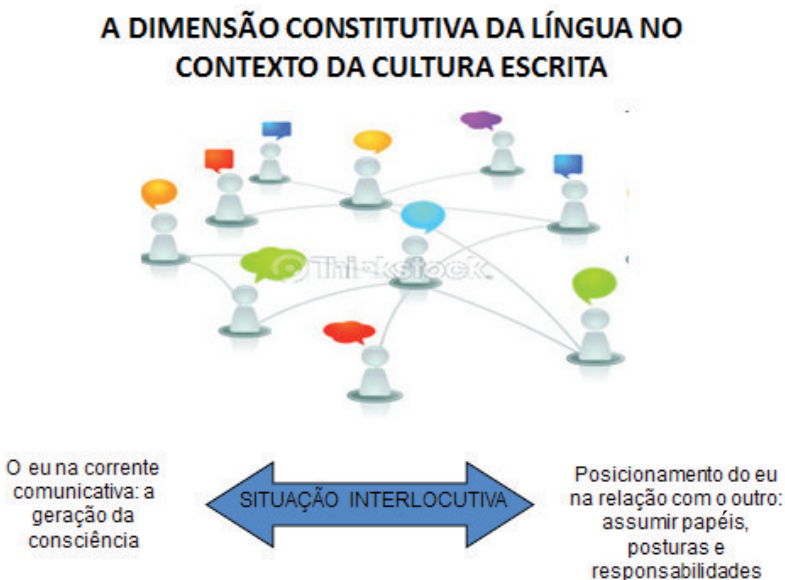 A DIMENSÃO CONSTITUTIVA DA LÍNGUA NO
CONTEXTO DA CULTURA ESCRITA
Thinkstock
O eu na corrente
comunicativa: a
geração da
consciência
SITUAÇÃO INTERLOCUTIVA
Posicionamento do eu
na relação com o outro:
assumir papéis,
posturas e
responsabilidades